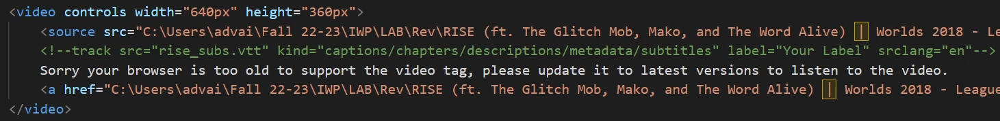 <video controls width="640px" height="360px">
<source src="C:\Users\advai\Fall 22-23\IWP\LAB\Rev\RISE (ft. The Glitch Mob, Mako, and The Word Alive) | Worlds 2018 - Le
<!--track src="rise_subs.vtt" kind="captions/chapters/descriptions/metadata/subtitles" label="Your Label" srclang="en"-->
Sorry your browser is too old to support the video tag, please update it to latest versions to listen to the video.
<a href="C:\Users\advai\Fall 22-23\IWP\LAB\Rev\RISE (ft. The Glitch Mob, Mako, and The Word Alive) | Worlds 2018 - League
</video>